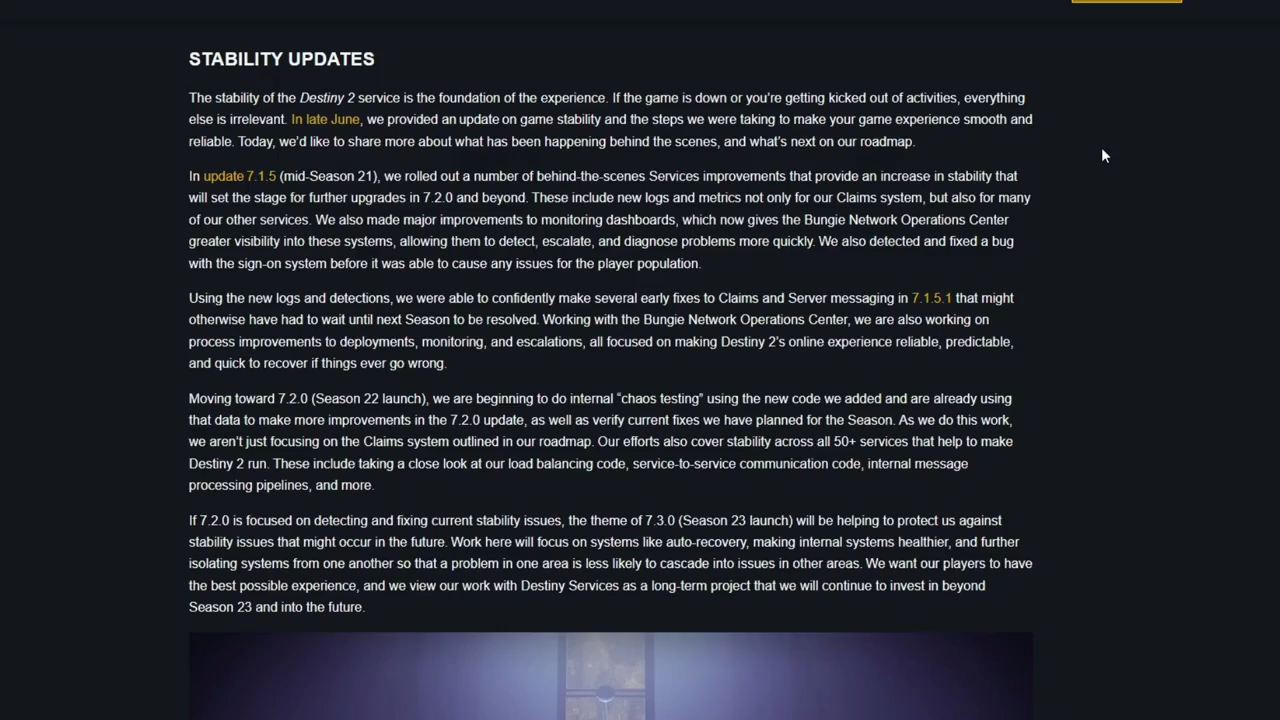 STABILITY UPDATES
The stability of the Destiny 2 service is the foundation of the experience. If the game is down or you're getting kicked out of activities, everything
else is irrelevant. In late June, we provided an update on game stability and the steps we were taking to make your game experience smooth and
reliable. Today, we'd like to share more about what has been happening behind the scenes, and what's next on our roadmap.
In update 7.1.5 (mid-Season 21), we rolled out a number of behind-the-scenes Services improvements that provide an increase in stability that
will set the stage for further upgrades in 7.2.0 and beyond. These include new logs and metrics not only for our Claims system, but also for many
of our other services. We also made major improvements to monitoring dashboards, which now gives the Bungie Network Operations Center
greater visibility into these systems, allowing them to detect, escalate, and diagnose problems more quickly. We also detected and fixed a bug
with the sign-on system before it was able to cause any issues for the player population.
Using the new logs and detections, we were able to confidently make several early fixes to Claims and Server messaging in 7.1.5.1 that might
otherwise have had to wait until next Season to be resolved. Working with the Bungie Network Operations Center, we are also working on
process improvements to deployments, monitoring, and escalations, all focused on making Destiny 2's online experience reliable, predictable,
and quick to recover if things ever go wrong.
Moving toward 7.2.0 (Season 22 launch), we are beginning to do internal “chaos testing” using the new code we added and are already using
that data to make more improvements in the 7.2.0 update, as well as verify current fixes we have planned for the Season. As we do this work,
we aren't just focusing on the Claims system outlined in our roadmap. Our efforts also cover stability across all 50+ services that help to make
Destiny 2 run. These include taking a close look at our load balancing code, service-to-service communication code, internal message
processing pipelines, and more.
If 7.2.0 is focused on detecting and fixing current stability issues, the theme of 7.3.0 (Season 23 launch) will be helping to protect us against
stability issues that might occur in the future. Work here will focus on systems like auto-recovery, making internal systems healthier, and further
isolating systems from one another so that a problem in one area is less likely to cascade into issues in other areas. We want our players to have
the best possible experience, and we view our work with Destiny Services as a long-term project that we will continue to invest in beyond
Season 23 and into the future.